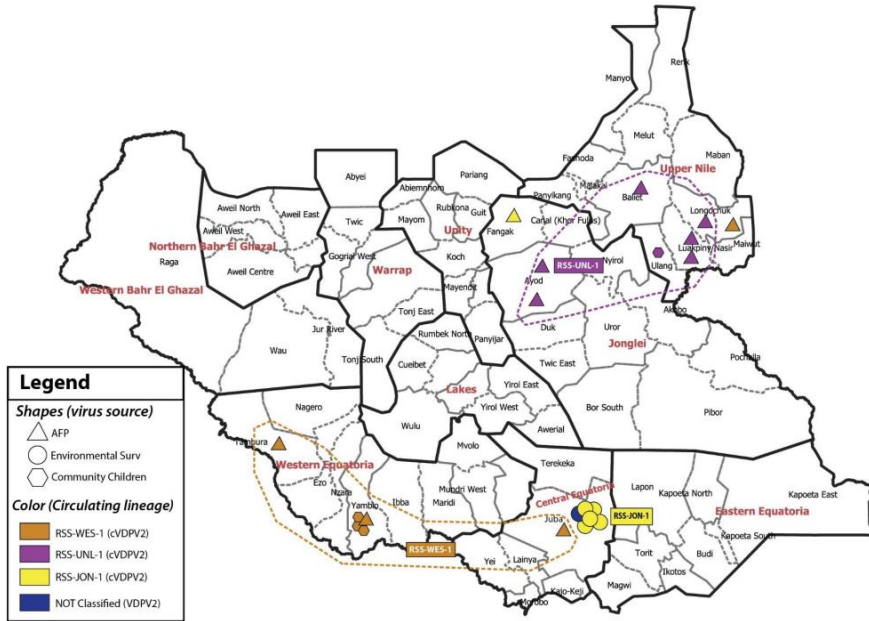 Renk
Manyo
Melut
Maban
Fashoda
Upper Nile
Abyei
Pariang
Malakal
Abiemnhom
Panyikang
Baliet
Aweil North
Rubkona
Longochuk
Aweil East
Twic
Mayom
Guit
Canal (Khor Fulus)
Aweil West
Unity
Fangak
Northern Bahr El Ghazal
Luakpiny Nasir
Maiwut
Gogrial West
Koch
Raga
Aweil Centre
Warrap
RSS-UNL-1
Nyirol
Ulang
Ayod
Western Bahr El Ghazal
Mayendit
Tonj East
Akobo
Jur River
Rumbek North
Duk
Uror
Wau
Panyijar
Jonglei
Tonj South
Cueibet
Twic East
Pochalla
Lakes
Yirol East
Yirol West
Bor South
Pibor
Nagero
Wulu
Awerial
Tambura
Mvolo
Terekeka
Western Equatoria
Lapon
Ezo
Nzara
Ibba
Mundri West
Central Equatoria
Kapoeta North
Kapoeta East
Yambio
Maridi
Juba
RSS-JON-1
Eastern Equatoria
Kapoeta South
RSS-WES-1
Yei
Lainya
Torit
Budi
Ikotos
Magwi
Kajo-Keji
Morobo
Legend
Shapes (virus source)
AFP
Environmental Surv
Community Children
Color (Circulating lineage)
RSS-WES-1 (cVDPV2)
RSS-UNL-1 (cVDPV2)
RSS-JON-1 (cVDPV2)
NOT Classified (VDPV2)